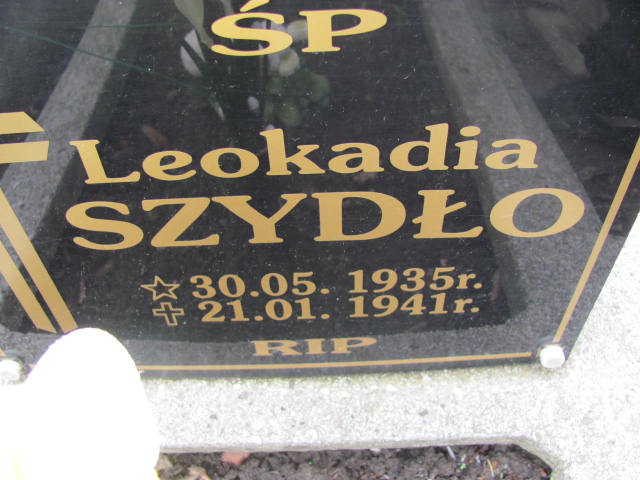 ŚP
Leokadia
SZYDŁO
30.05. 1935r.
21.01. 1941r.
RIP